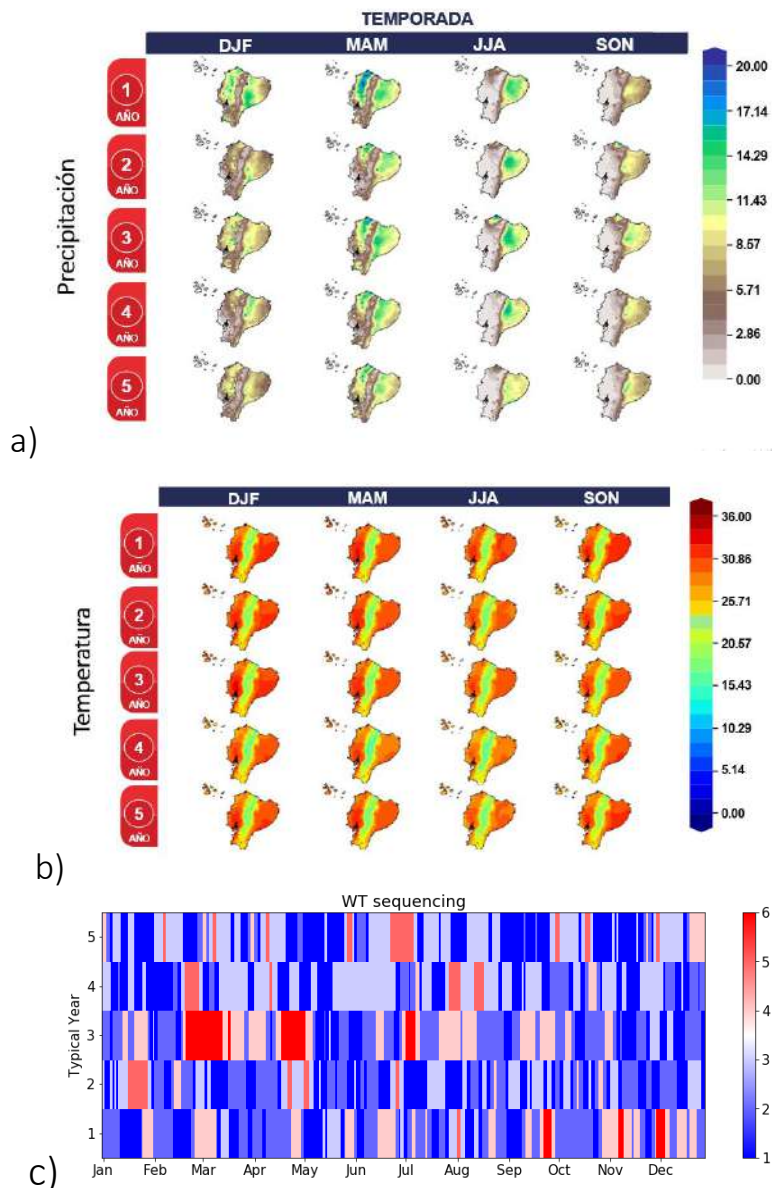 TEMPORADA
DJF MAM JJA SON
Precipitación
1
AÑO
2
AÑO
3
AÑO
4
AÑO
5
AÑO
20.00
17.14
14.29
11.43
8.57
5.71
2.86
0.00
a)
DJF MAM JJA SON
Temperatura
1
AÑO
2
AÑO
3
AÑO
4
AÑO
5
AÑO
36.00
30.86
25.71
20.57
15.43
10.29
5.14
0.00
b)
WT sequencing
Typical Year
5
4
3
2
1
Jan Feb Mar Apr May Jun Jul Aug Sep Oct Nov Dec
6
5
4
3
2
1
c)